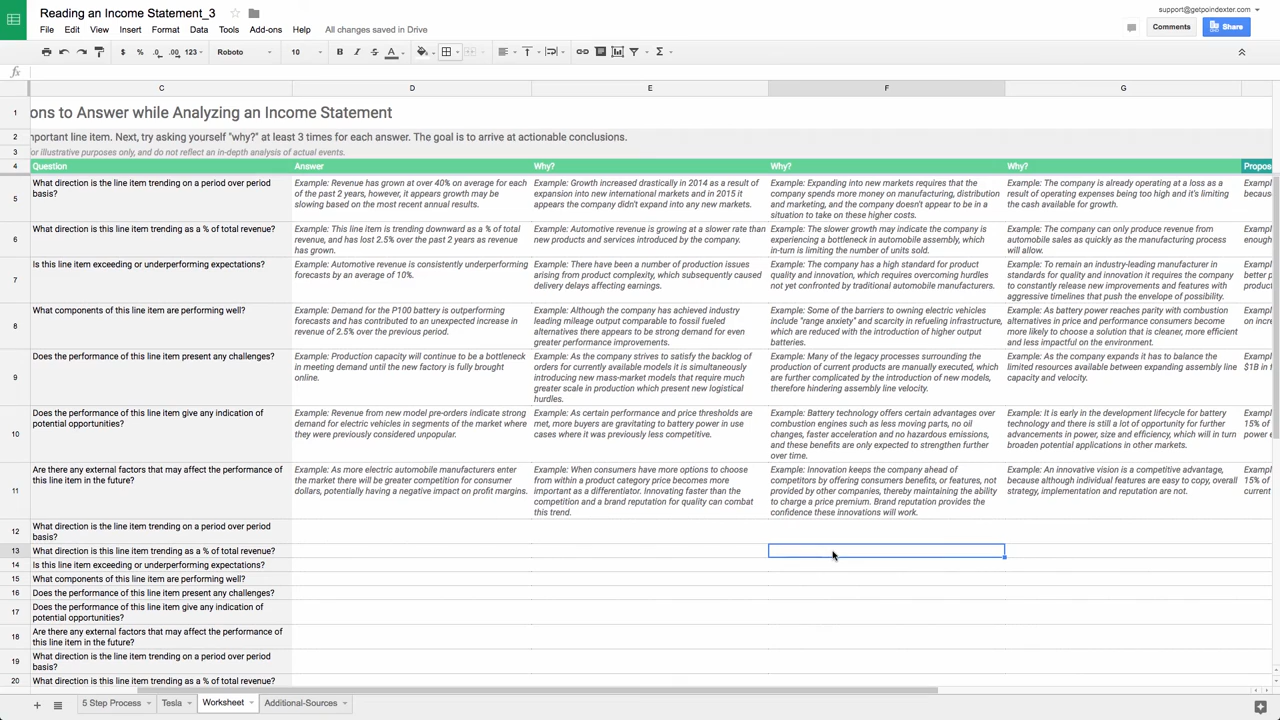 Reading an Income Statement_3
support@getpoindexter.com
File Edit View Insert Format Data Tools Add-ons Help All changes saved in Drive
Comments
Share
$ % .0 .00 123
Roboto
10
B I S A
fx
C D E F G
1 ons to Answer while Analyzing an Income Statement
2 nportant line item. Next, try asking yourself "why?" at least 3 times for each answer. The goal is to arrive at actionable conclusions.
3 or illustrative purposes only, and do not reflect an in-depth analysis of actual events.
4 Question Answer Why? Why? Why? Propos
5
What direction is the line item trending on a period over period
basis?
Example: Revenue has grown at over 40% on average for each
of the past 2 years, however, it appears growth may be
slowing based on the most recent annual results.
Example: Growth increased drastically in 2014 as a result of
expansion into new international markets and in 2015 it
appears the company didn't expand into any new markets.
Example: Expanding into new markets requires that the
company spends more money on manufacturing, distribution
and marketing, and the company doesn't appear to be in a
situation to take on these higher costs.
Example: The company is already operating at a loss as a
result of operating expenses being too high and it's limiting
the cash available for growth.
Exampl
because
6
What direction is this line item trending as a % of total revenue?
Example: This line item is trending downward as a % of total
revenue, and has lost 2.5% over the past 2 years as revenue
has grown.
Example: Automotive revenue is growing at a slower rate than
new products and services introduced by the company.
Example: The slower growth may indicate the company is
experiencing a bottleneck in automobile assembly, which
in-turn is limiting the number of units sold.
Example: The company can only produce revenue from
automobile sales as quickly as the manufacturing process
will allow.
Exampl
enough
7
Is this line item exceeding or underperforming expectations?
Example: Automotive revenue is consistently underperforming
forecasts by an average of 10%.
Example: There have been a number of production issues
arising from product complexity, which subsequently caused
delivery delays affecting earnings.
Example: The company has a high standard for product
quality and innovation, which requires overcoming hurdles
not yet confronted by traditional automobile manufacturers.
Example: To remain an industry-leading manufacturer in
standards for quality and innovation it requires the company
to constantly release new improvements and features with
aggressive timelines that push the envelope of possibility.
Exampl
better p
product
8
What components of this line item are performing well?
Example: Demand for the P100 battery is outperforming
forecasts and has contributed to an unexpected increase in
revenue of 2.5% over the previous period.
Example: Although the company has achieved industry
leading mileage output comparable to fossil fueled
alternatives there appears to be strong demand for even
greater performance improvements.
Example: Some of the barriers to owning electric vehicles
include "range anxiety" and scarcity in refueling infrastructure,
which are reduced with the introduction of higher output
batteries.
Example: As battery power reaches parity with combustion
alternatives in price and performance consumers become
more likely to choose a solution that is cleaner, more efficient
and less impactful on the environment.
Exampl
on incre
9
Does the performance of this line item present any challenges?
Example: Production capacity will continue to be a bottleneck
in meeting demand until the new factory is fully brought
online.
Example: As the company strives to satisfy the backlog of
orders for currently available models it is simultaneously
introducing new mass-market models that require much
greater scale in production which present new logistical
hurdles.
Example: Many of the legacy processes surrounding the
production of current products are manually executed, which
are further complicated by the introduction of new models,
therefore hindering assembly line velocity.
Example: As the company expands it has to balance the
limited resources available between expanding assembly line
capacity and velocity.
Exampl
$1B in f
10
Does the performance of this line item give any indication of
potential opportunities?
Example: Revenue from new model pre-orders indicate strong
demand for electric vehicles in segments of the market where
they were previously considered unpopular.
Example: As certain performance and price thresholds are
met, more buyers are gravitating to battery power in use
cases where it was previously less competitive.
Example: Battery technology offers certain advantages over
combustion engines such as less moving parts, no oil
changes, faster acceleration and no hazardous emissions,
and these benefits are only expected to strengthen further
over time.
Example: It is early in the development lifecycle for battery
technology and there is still a lot of opportunity for further
advancements in power, size and efficiency, which will in turn
broaden potential applications in other markets.
Exampl
15% of
power e
11
Are there any external factors that may affect the performance of
this line item in the future?
Example: As more electric automobile manufacturers enter
the market there will be greater competition for consumer
dollars, potentially having a negative impact on profit margins.
Example: When consumers have more options to choose
from within a product category price becomes more
important as a differentiator. Innovating faster than the
competition and a brand reputation for quality can combat
this trend.
Example: Innovation keeps the company ahead of
competitors by offering consumers benefits, or features, not
provided by other companies, thereby maintaining the ability
to charge a price premium. Brand reputation provides the
confidence these innovations will work.
Example: An innovative vision is a competitive advantage,
because although individual features are easy to copy, overall
strategy, implementation and reputation are not.
Exampl
15% of
current
12
What direction is the line item trending on a period over period
basis?
13 What direction is this line item trending as a % of total revenue?
14 Is this line item exceeding or underperforming expectations?
15 What components of this line item are performing well?
16 Does the performance of this line item present any challenges?
17
Does the performance of this line item give any indication of
potential opportunities?
18
Are there any external factors that may affect the performance of
this line item in the future?
19
What direction is the line item trending on a period over period
basis?
20 What direction is this line item trending as a % of total revenue?
5 Step Process Tesla Worksheet Additional-Sources